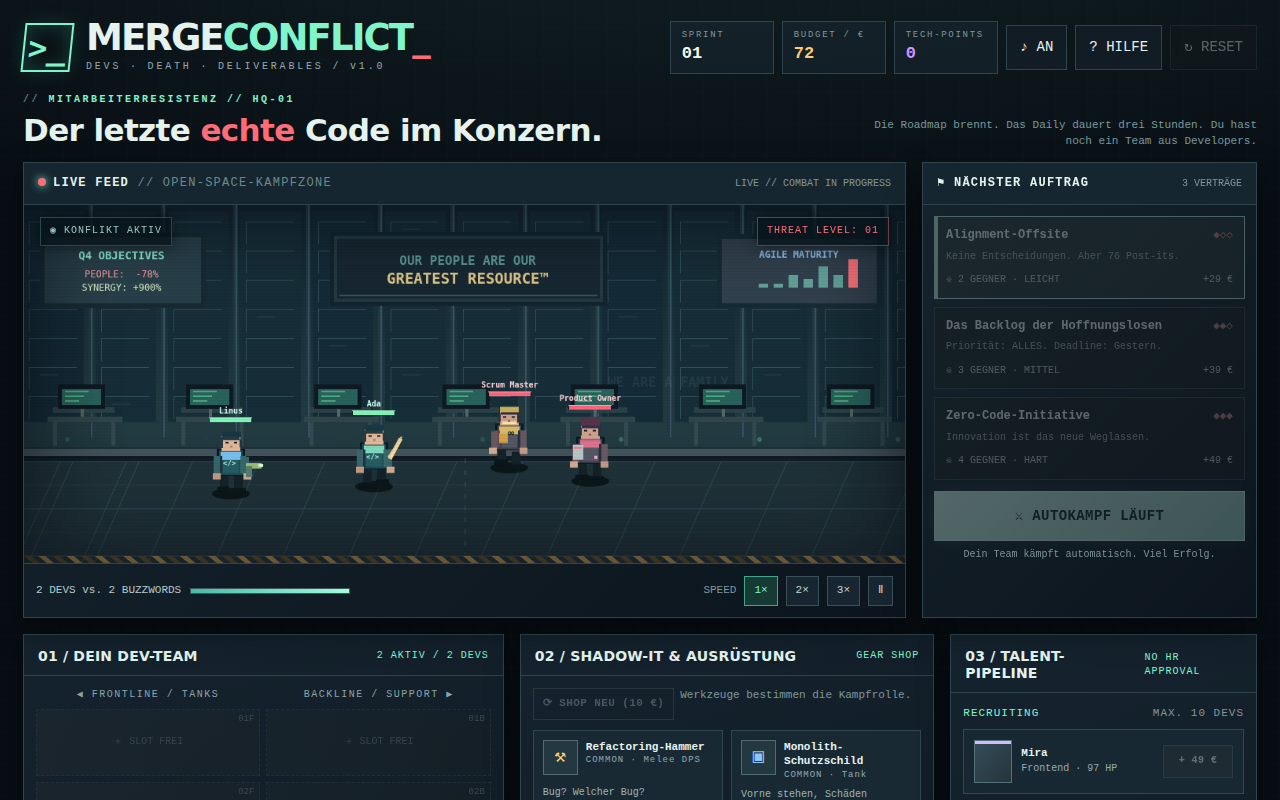 >_ MERGECONFLICT_
DEVS · DEATH · DELIVERABLES / v1.0
SPRINT
01
BUDGET / €
72
TECH-POINTS
0
♪ AN
? HILFE
↻ RESET
// MITARBEITERRESISTENZ // HQ-01
Der letzte echte Code im Konzern.
Die Roadmap brennt. Das Daily dauert drei Stunden. Du hast
noch ein Team aus Developers.
LIVE FEED // OPEN-SPACE-KAMPFZONE
LIVE // COMBAT IN PROGRESS
◉ KONFLIKT AKTIV
THREAT LEVEL: 01
Q4 OBJECTIVES
PEOPLE: -78%
SYNERGY: +900%
OUR PEOPLE ARE OUR
GREATEST RESOURCE™
AGILE MATURITY
WE ARE A FAMILY
Linus
Ada
Scrum Master
Product Owner
</>
</>
2 DEVS vs. 2 BUZZWORDS
SPEED
1×
2×
3×
Ⅱ
⚑ NÄCHSTER AUFTRAG
3 VERTRÄGE
Alignment-Offsite
◆◇◇
Keine Entscheidungen. Aber 76 Post-its.
☠ 2 GEGNER · LEICHT
+29 €
Das Backlog der Hoffnungslosen
◆◆◇
Priorität: ALLES. Deadline: Gestern.
☠ 3 GEGNER · MITTEL
+39 €
Zero-Code-Initiative
◆◆◆
Innovation ist das neue Weglassen.
☠ 4 GEGNER · HART
+49 €
⚔ AUTOKAMPF LÄUFT
Dein Team kämpft automatisch. Viel Erfolg.
01 / DEIN DEV-TEAM
2 AKTIV / 2 DEVS
◀ FRONTLINE / TANKS
BACKLINE / SUPPORT ▶
01F
+ SLOT FREI
01B
+ SLOT FREI
02F
02B
02 / SHADOW-IT & AUSRÜSTUNG
GEAR SHOP
⟳ SHOP NEU (10 €)
Werkzeuge bestimmen die Kampfrolle.
Refactoring-Hammer
COMMON · Melee DPS
Bug? Welcher Bug?
Monolith-
Schutzschild
COMMON · Tank
Vorne stehen, Schäden
03 / TALENT-
PIPELINE
NO HR
APPROVAL
RECRUITING
MAX. 10 DEVS
Mira
Frontend · 97 HP
+ 49 €